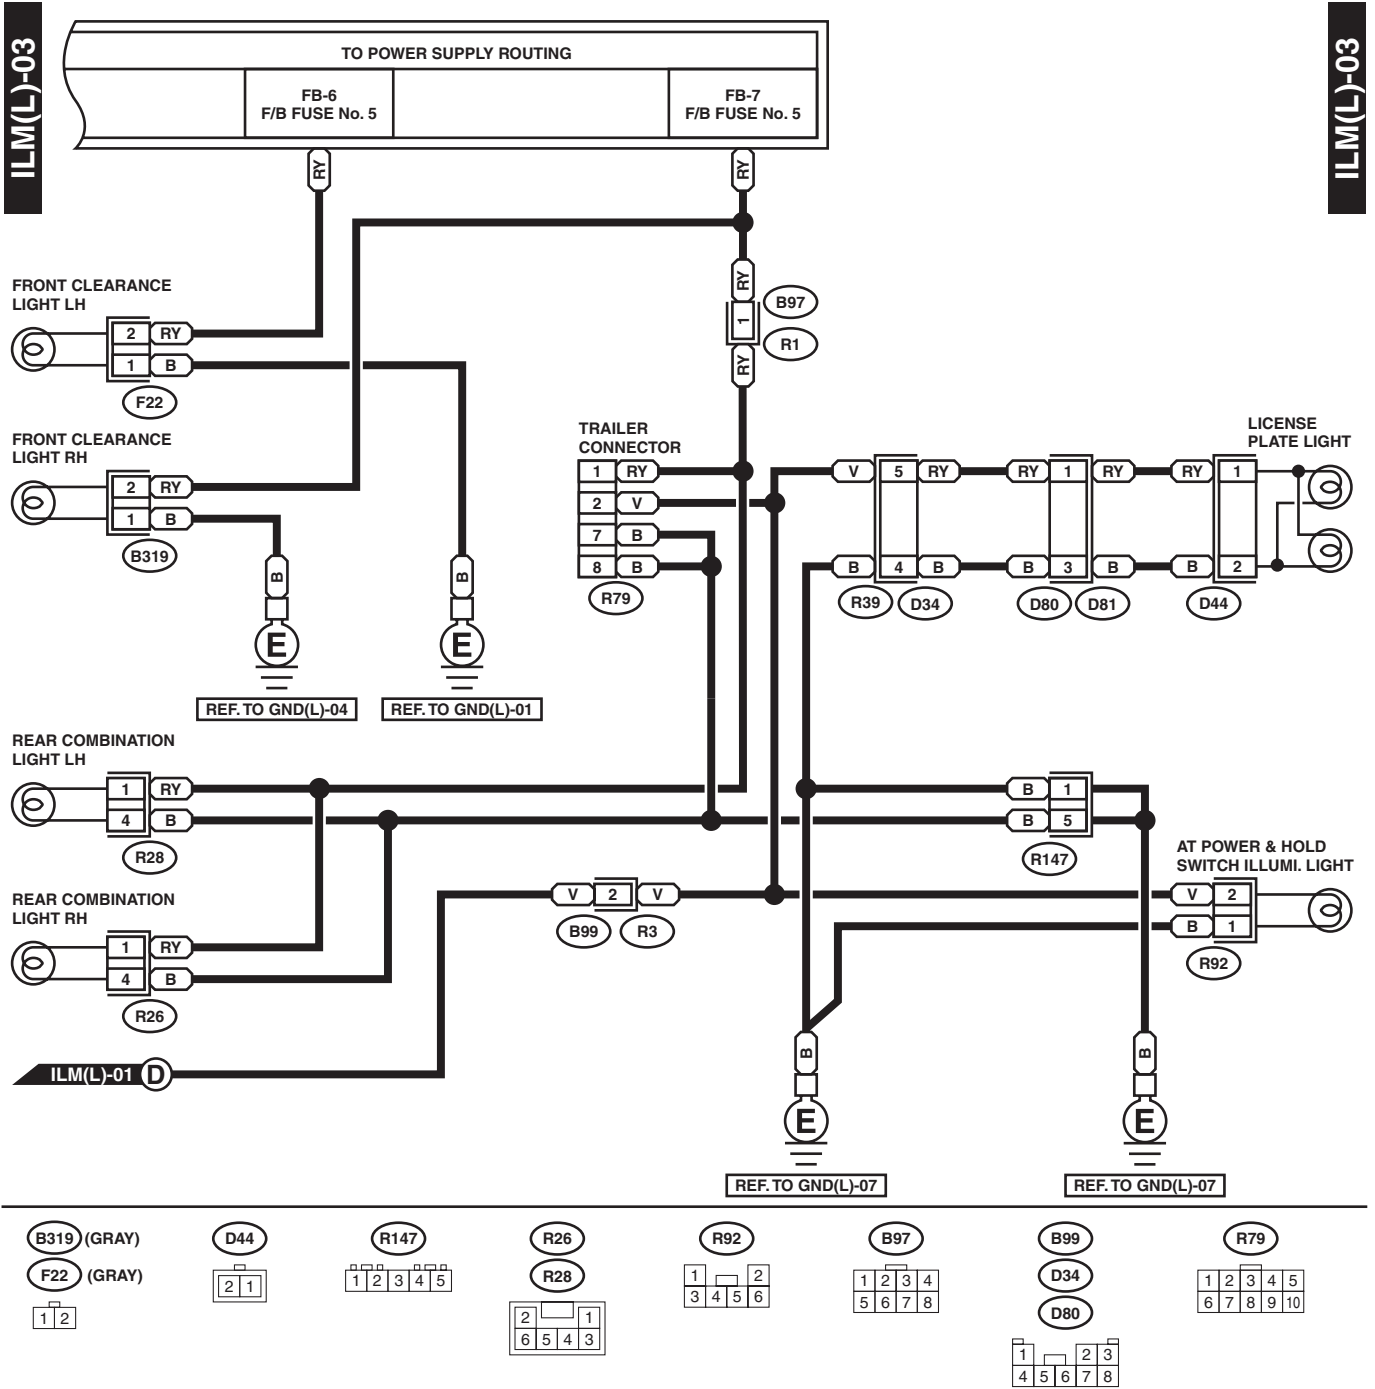 ILM(L)-03
ILM(L)-03
TO POWER SUPPLY ROUTING
FB-6
F/B FUSE No. 5
FB-7
F/B FUSE No. 5
RY
RY
FRONT CLEARANCE
LIGHT LH
2 RY
1 B
F22
RY
B97
1
R1
RY
FRONT CLEARANCE
LIGHT RH
2 RY
1 B
B319
B
E
REF. TO GND(L)-04
B
E
REF. TO GND(L)-01
TRAILER
CONNECTOR
1 RY
2 V
7 B
8 B
R79
LICENSE
PLATE LIGHT
V 5 RY RY 1 RY RY 1
B 4 B B 3 B B 2
R39 D34 D80 D81 D44
REAR COMBINATION
LIGHT LH
1 RY
4 B
R28
B 1
B 5
R147
AT POWER & HOLD
SWITCH ILLUMI. LIGHT
V 2
B 1
R92
REAR COMBINATION
LIGHT RH
1 RY
4 B
R26
V 2 V
B99 R3
ILM(L)-01 D
B
E
REF. TO GND(L)-07
B
E
REF. TO GND(L)-07
B319 (GRAY)
F22 (GRAY)
1 2
D44
2 1
R147
1 2 3 4 5
R26
R28
2 1
6 5 4 3
R92
1 2
3 4 5 6
B97
1 2 3 4
5 6 7 8
B99
D34
D80
1 2 3
4 5 6 7 8
R79
1 2 3 4 5
6 7 8 9 10